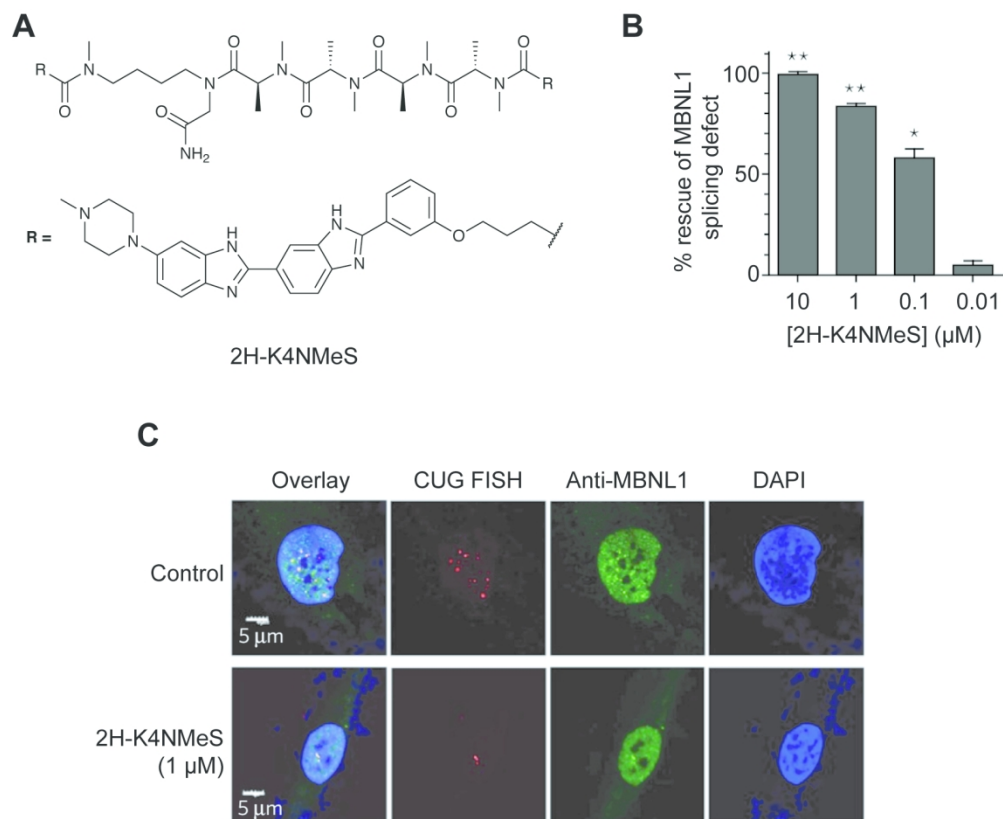 A
R
N
O
N
O
NH₂
O
N
O
N
O
N
O
N
O
R
R =
N
N
H
N
N
H
N
N
O
2H-K4NMeS
B
% rescue of MBNL1
splicing defect
100
50
0
**
**
*
10 1 0.1 0.01
[2H-K4NMeS] (µM)
C
Overlay CUG FISH Anti-MBNL1 DAPI
Control
5 µm
2H-K4NMeS
(1 µM)
5 µm